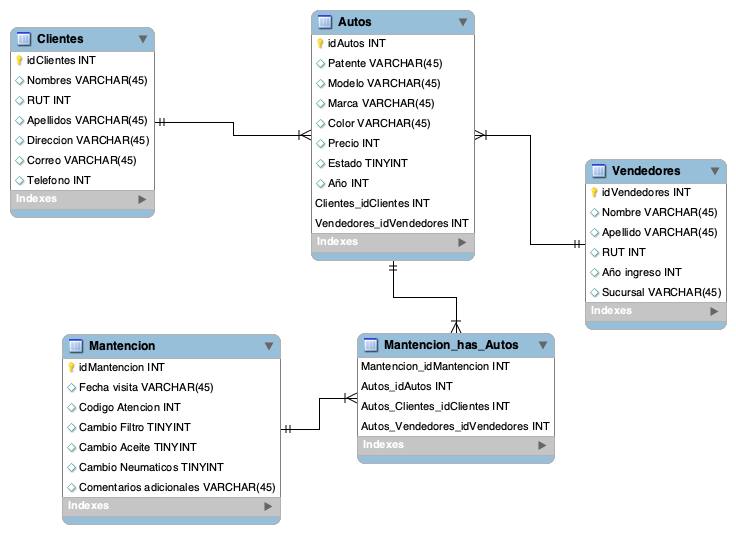 Clientes
idClientes INT
Nombres VARCHAR(45)
RUT INT
Apellidos VARCHAR(45)
Direccion VARCHAR(45)
Correo VARCHAR(45)
Telefono INT
Indexes
Autos
idAutos INT
Patente VARCHAR(45)
Modelo VARCHAR(45)
Marca VARCHAR(45)
Color VARCHAR(45)
Precio INT
Estado TINYINT
Año INT
Clientes_idClientes INT
Vendedores_idVendedores INT
Indexes
Vendedores
idVendedores INT
Nombre VARCHAR(45)
Apellido VARCHAR(45)
RUT INT
Año ingreso INT
Sucursal VARCHAR(45)
Indexes
Mantencion
idMantencion INT
Fecha visita VARCHAR(45)
Codigo Atencion INT
Cambio Filtro TINYINT
Cambio Aceite TINYINT
Cambio Neumaticos TINYINT
Comentarios adicionales VARCHAR(45)
Indexes
Mantencion_has_Autos
Mantencion_idMantencion INT
Autos_idAutos INT
Autos_Clientes_idClientes INT
Autos_Vendedores_idVendedores INT
Indexes